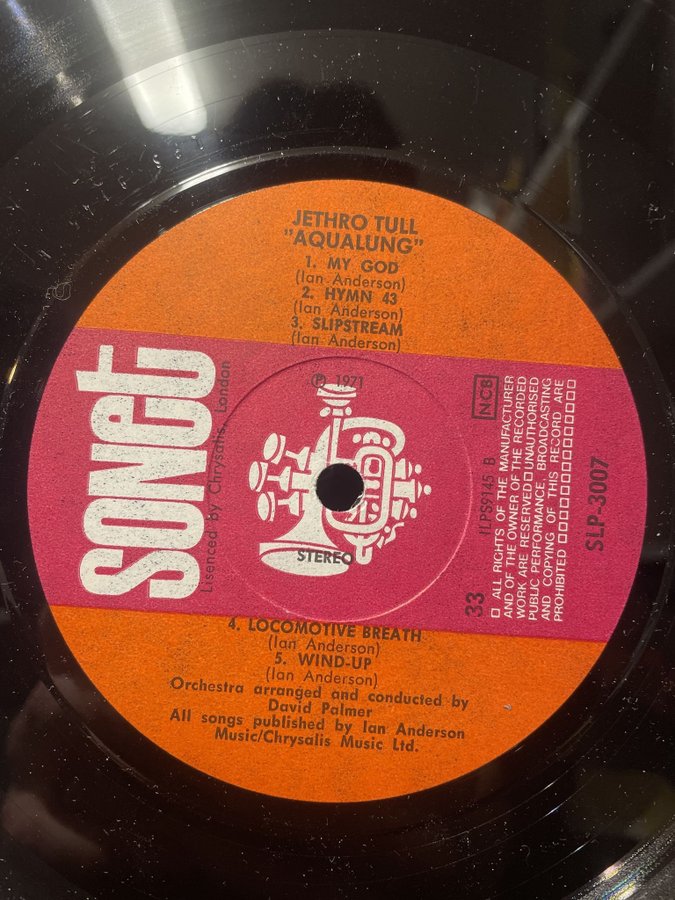 JETHRO TULL
"AQUALUNG"
1. MY GOD
(Ian Anderson)
2. HYMN 43
(Ian Anderson)
3. SLIPSTREAM
(Ian Anderson)
SONET
Lisenced by Chrysalis, London
℗ 1971
STEREO
NCB
ILPS9145 B
33
□ ALL RIGHTS OF THE MANUFACTURER
AND OF THE OWNER OF THE RECORDED
WORK ARE RESERVED □ UNAUTHORISED
PUBLIC PERFORMANCE, BROADCASTING
AND COPYING OF THIS RECORD ARE
PROHIBITED □ □ □ □ □ □ □ □ □ □ □
SLP-3007
4. LOCOMOTIVE BREATH
(Ian Anderson)
5. WIND-UP
(Ian Anderson)
Orchestra arranged and conducted by
David Palmer
All songs published by Ian Anderson
Music/Chrysalis Music Ltd.